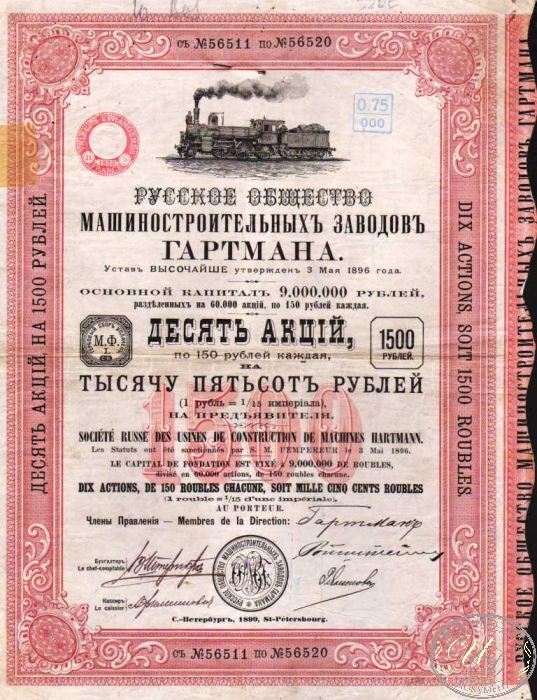 съ №56511 по №56520
0.75
000
РУССКОЕ ОБЩЕСТВО
МАШИНОСТРОИТЕЛЬНЫХЪ ЗАВОДОВЪ
ГАРТМАНА.
Уставъ ВЫСОЧАЙШЕ утвержденъ 3 Мая 1896 года.
ОСНОВНОЙ КАПИТАЛЪ 9.000,000 РУБЛЕЙ,
раздѣленныхъ на 60.000 акцій, по 150 рублей каждая.
ДЕСЯТЬ АКЦІЙ,
М.Ф.
1500
РУБЛЕЙ.
по 150 рублей каждая,
НА
ТЫСЯЧУ ПЯТЬСОТЪ РУБЛЕЙ
(1 рубль = 1/15 имперіала),
НА ПРЕДЪЯВИТЕЛЯ.
1500
SOCIÉTÉ RUSSE DES USINES DE CONSTRUCTION DE MACHINES HARTMANN.
Les Statuts ont été sanctionnés par S. M. l'EMPEREUR le 3 Mai 1896.
LE CAPITAL DE FONDATION EST FIXÉ à 9,000,000 DE ROUBLES,
divisé en 60,000 actions, de 150 roubles chacune.
DIX ACTIONS, DE 150 ROUBLES CHACUNE, SOIT MILLE CINQ CENTS ROUBLES
(1 rouble = 1/15 d'une impériale),
AU PORTEUR.
Члены Правленія – Membres de la Direction:
Бухгалтеръ
Le chef-comptable
Кассиръ
Le caissier
С.-Петербургъ, 1899, St-Pétersbourg.
съ №56511 по №56520
ДЕСЯТЬ АКЦІЙ, НА 1500 РУБЛЕЙ.
DIX ACTIONS, SOIT 1500 ROUBLES.
РУССКОЕ ОБЩЕСТВО МАШИНОСТРОИТЕЛЬНЫХЪ ЗАВОДОВЪ ГАРТМАНА